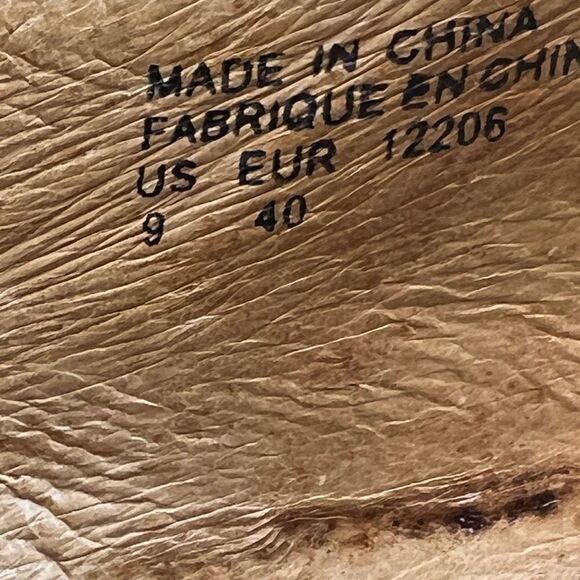 MADE IN CHINA
FABRIQUE EN CHIN
US EUR 12206
9 40